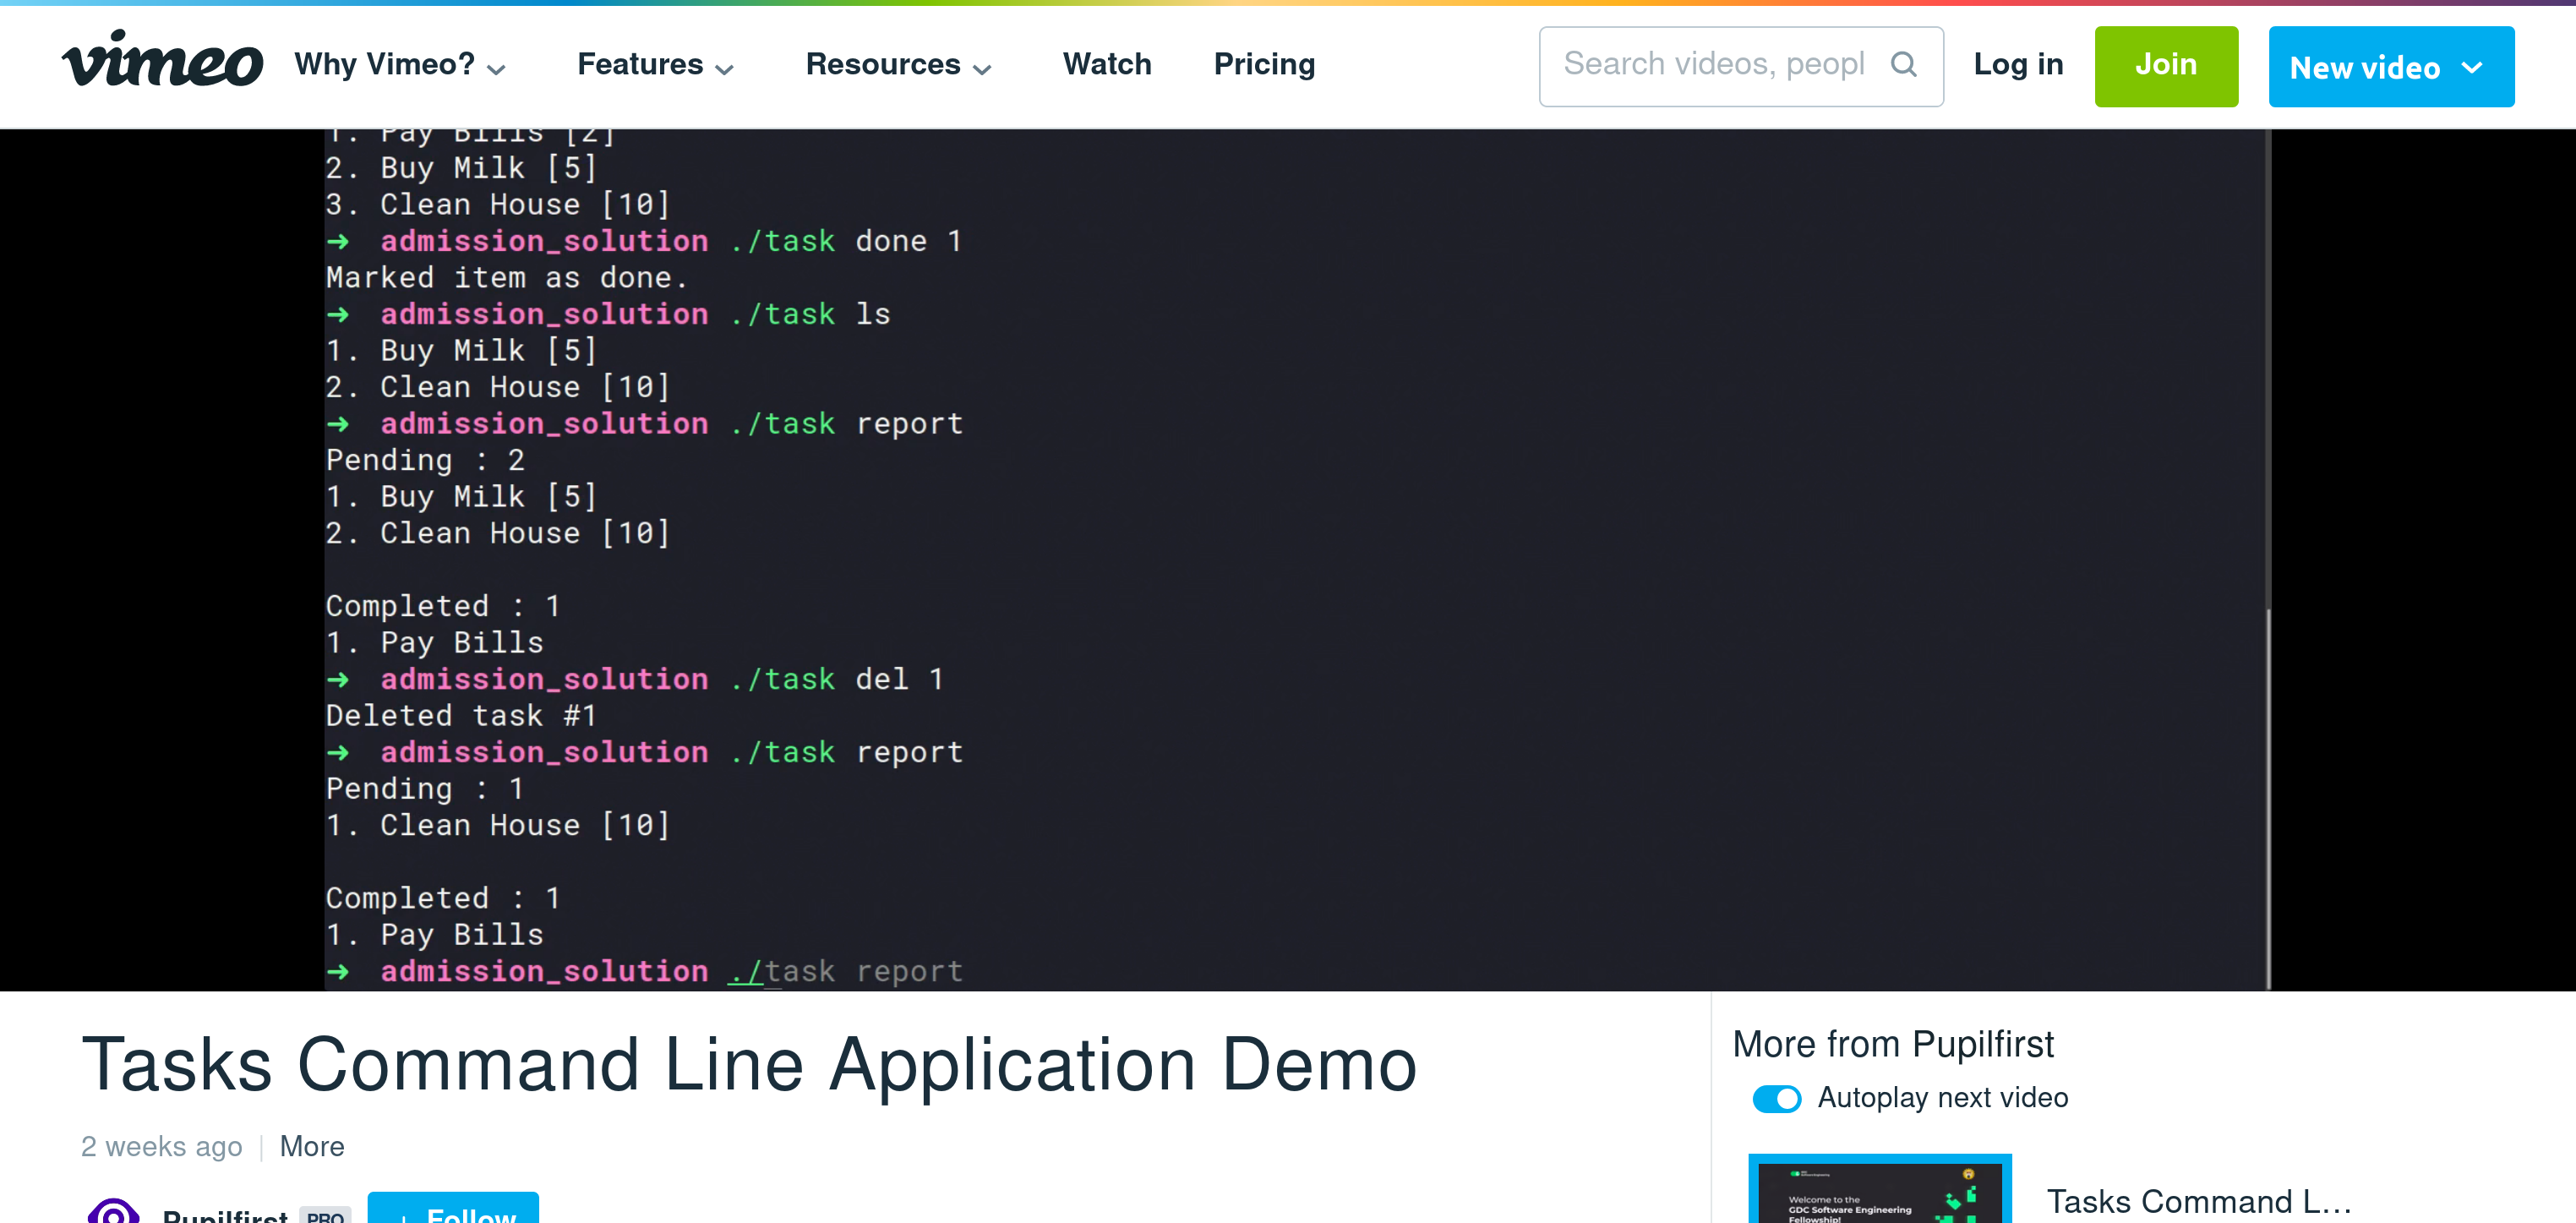 vimeo Why Vimeo? Features Resources Watch Pricing Search videos, peopl Log in Join New video
1. Pay Bills [2]
2. Buy Milk [5]
3. Clean House [10]
→ admission_solution ./task done 1
Marked item as done.
→ admission_solution ./task ls
1. Buy Milk [5]
2. Clean House [10]
→ admission_solution ./task report
Pending : 2
1. Buy Milk [5]
2. Clean House [10]
Completed : 1
1. Pay Bills
→ admission_solution ./task del 1
Deleted task #1
→ admission_solution ./task report
Pending : 1
1. Clean House [10]
Completed : 1
1. Pay Bills
→ admission_solution ./task report
Tasks Command Line Application Demo
2 weeks ago | More
Pupilfirst PRO + Follow
More from Pupilfirst
Autoplay next video
Welcome to the
GDC Software Engineering
Fellowship!
Tasks Command L...